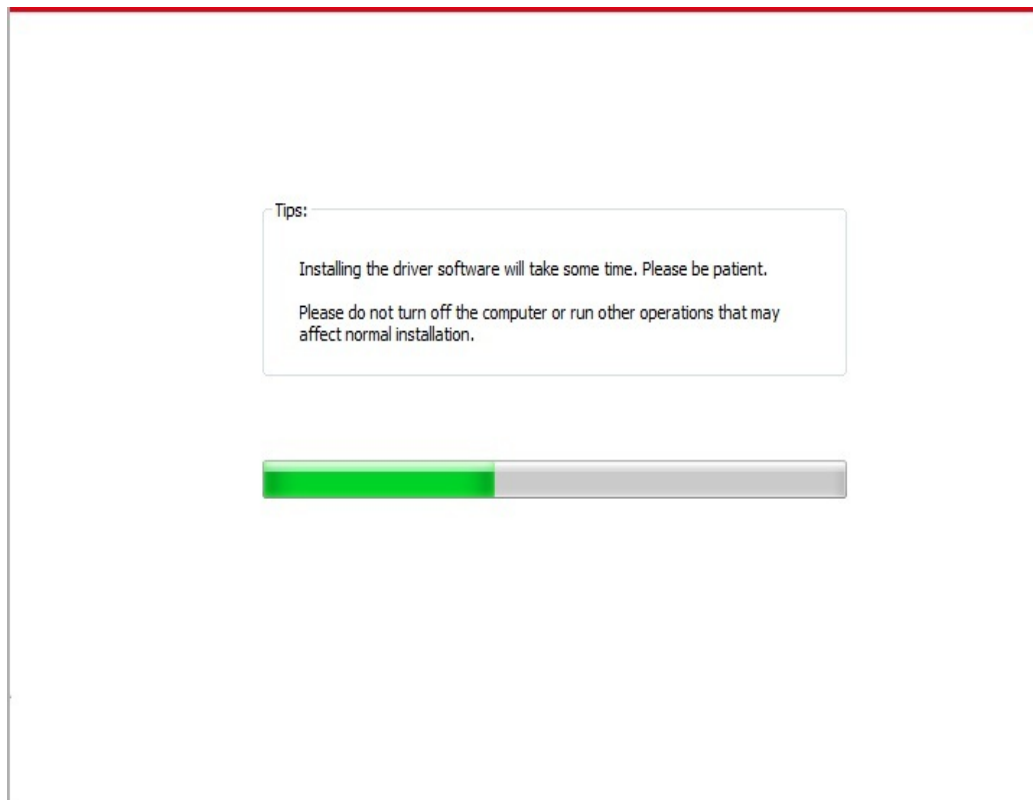 Tips:
Installing the driver software will take some time. Please be patient.
Please do not turn off the computer or run other operations that may
affect normal installation.